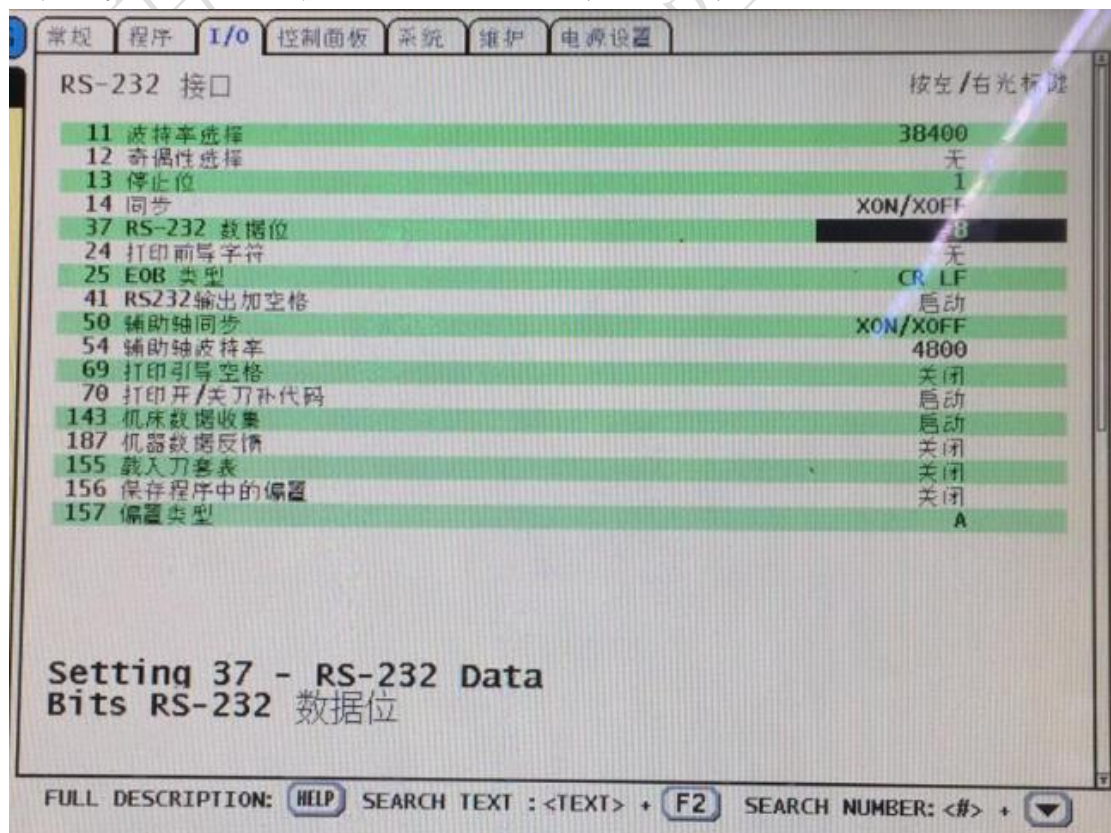 常规 程序 I/O 控制面板 系统 维护 电源设置
RS-232 接口 按左/右光标键
11 波特率选择 38400
12 奇偶性选择 无
13 停止位 1
14 同步 XON/XOFF
37 RS-232 数据位 8
24 打印前导字符 无
25 EOB 类型 CR LF
41 RS232输出加空格 启动
50 辅助轴同步 XON/XOFF
54 辅助轴波特率 4800
69 打印引导空格 关闭
70 打印开/关刀补代码 启动
143 机床数据收集 启动
187 机器数据反馈 关闭
155 载入刀套表 关闭
156 保存程序中的偏置 关闭
157 偏置类型 A
Setting 37 - RS-232 Data
Bits RS-232 数据位
FULL DESCRIPTION: HELP SEARCH TEXT :<TEXT> + F2 SEARCH NUMBER: <#> +